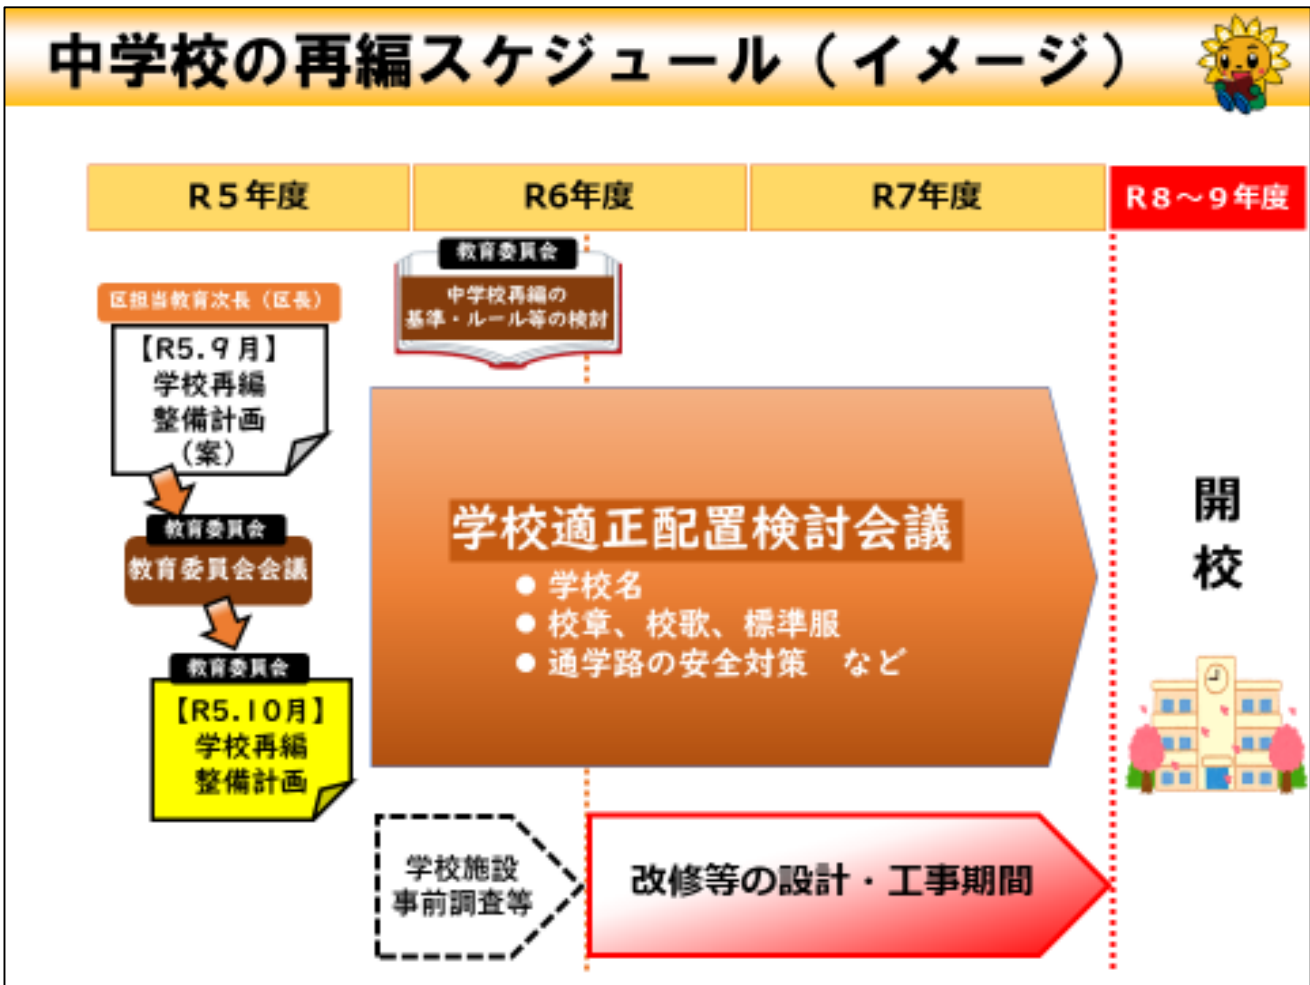 中学校の再編スケジュール（イメージ）
R５年度
R6年度
R7年度
R８～９年度
教育委員会
中学校再編の
基準・ルール等の検討
区担当教育次長（区長）
【R5.９月】
学校再編
整備計画
（案）
教育委員会
教育委員会会議
教育委員会
【R5.10月】
学校再編
整備計画
学校適正配置検討会議
● 学校名
● 校章、校歌、標準服
● 通学路の安全対策　など
開
校
学校施設
事前調査等
改修等の設計・工事期間